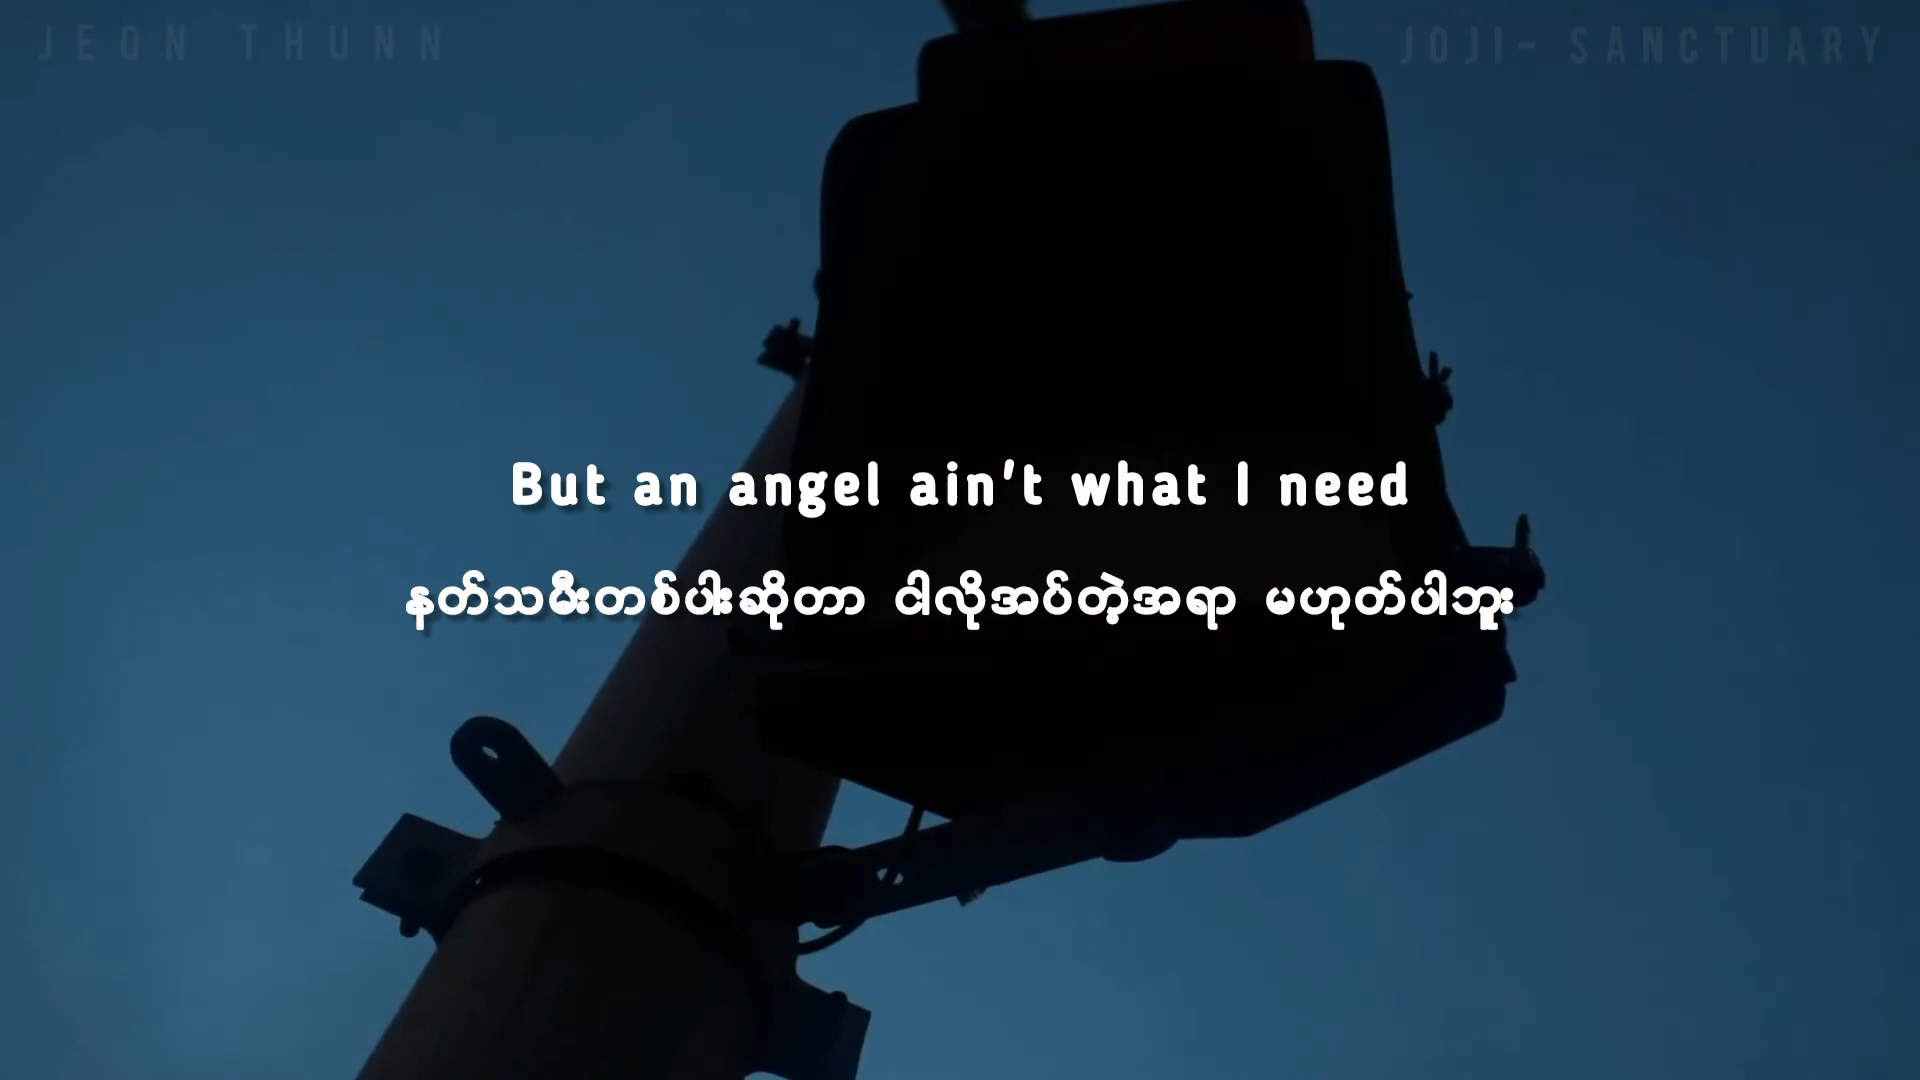 JEON THUNN
JOJI- SANCTUARY
But an angel ain't what I need
နတ်သမီးတစ်ပါးဆိုတာ ငါလိုအပ်တဲ့အရာ မဟုတ်ပါဘူး